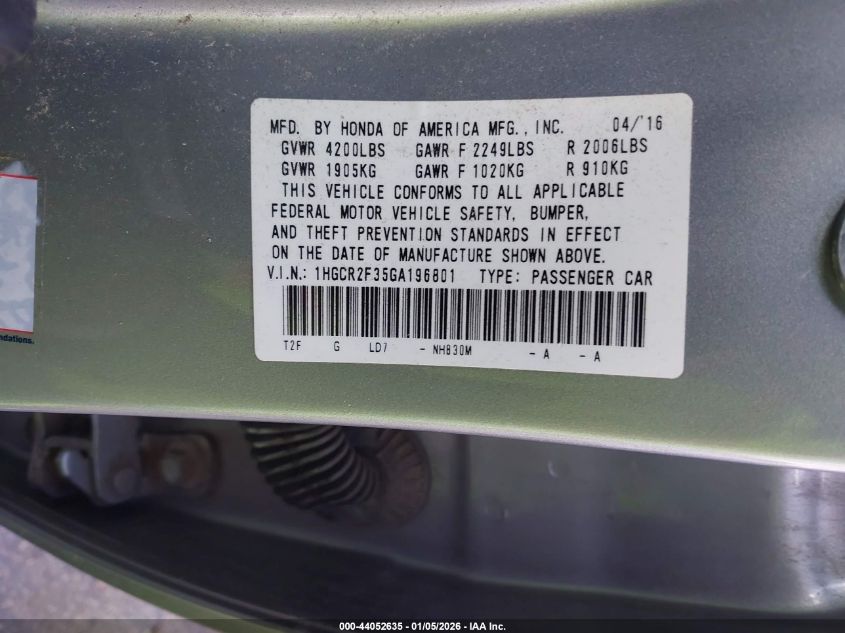 MFD. BY HONDA OF AMERICA MFG., INC. 04/'16
GVWR 4200LBS GAWR F 2249LBS R 2006LBS
GVWR 1905KG GAWR F 1020KG R 910KG
THIS VEHICLE CONFORMS TO ALL APPLICABLE
FEDERAL MOTOR VEHICLE SAFETY, BUMPER,
AND THEFT PREVENTION STANDARDS IN EFFECT
ON THE DATE OF MANUFACTURE SHOWN ABOVE.
V.I.N.: 1HGCR2F35GA196801 TYPE: PASSENGER CAR
T2F G LD7 - NH830M - A - A
ndations.
000-44052635 - 01/05/2026 - IAA Inc.